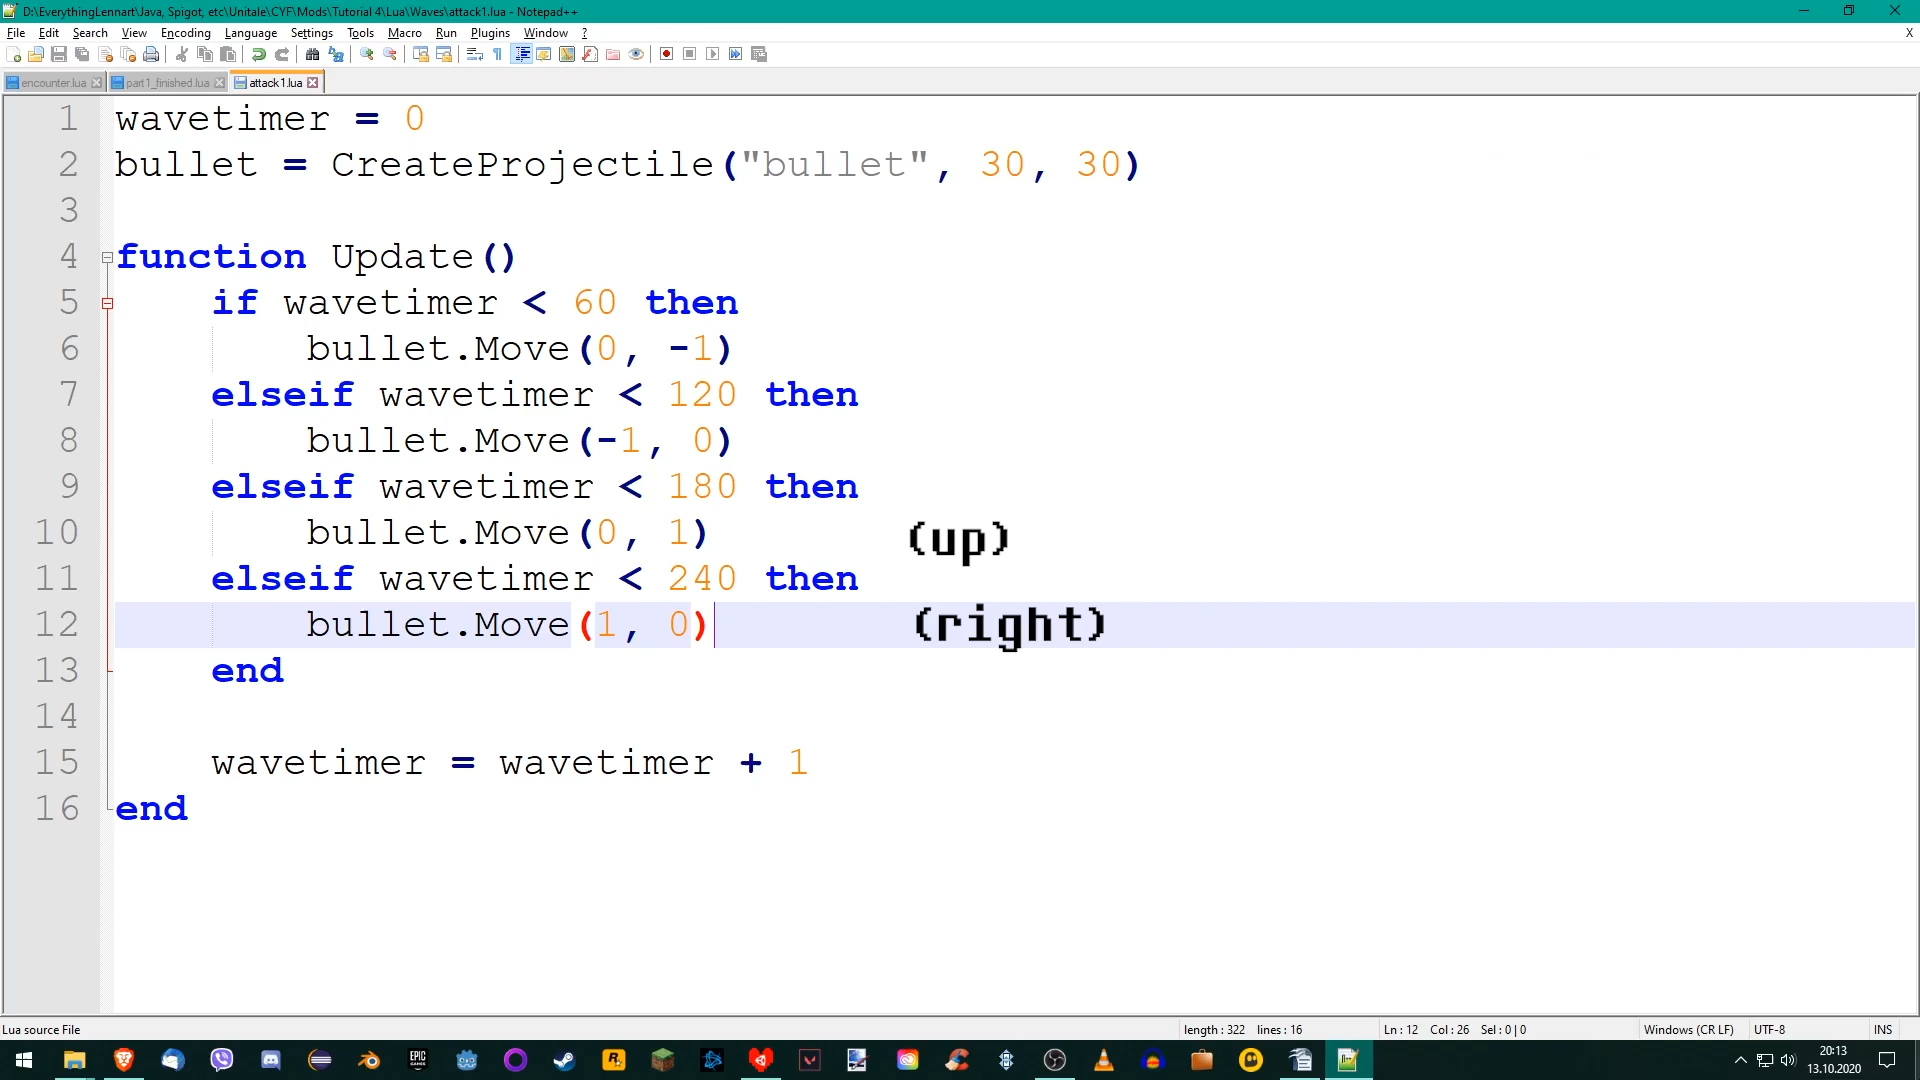 D:\EverythingLennart\Java, Spigot, etc\Unitale\CYF\Mods\Tutorial 4\Lua\Waves\attack1.lua - Notepad++
File Edit Search View Encoding Language Settings Tools Macro Run Plugins Window ? X
encounter.lua part1_finished.lua attack1.lua
1 wavetimer = 0
2 bullet = CreateProjectile("bullet", 30, 30)
3
4 function Update()
5 if wavetimer < 60 then
6 bullet.Move(0, -1)
7 elseif wavetimer < 120 then
8 bullet.Move(-1, 0)
9 elseif wavetimer < 180 then
10 bullet.Move(0, 1) (up)
11 elseif wavetimer < 240 then
12 bullet.Move(1, 0) (right)
13 end
14
15 wavetimer = wavetimer + 1
16 end
Lua source File length : 322 lines : 16 Ln : 12 Col : 26 Sel : 0 | 0 Windows (CR LF) UTF-8 INS
EPIC GAMES
20:13
13.10.2020